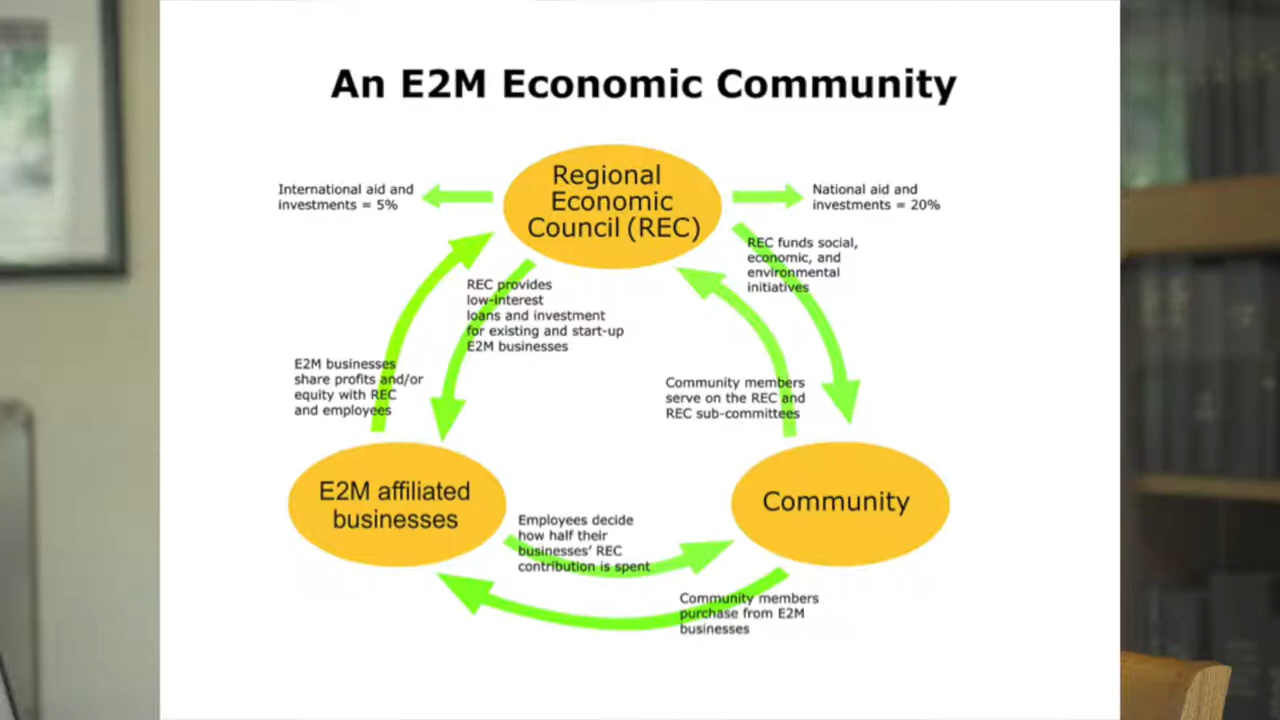 An E2M Economic Community
Regional
Economic
Council (REC)
International aid and
investments = 5%
National aid and
investments = 20%
REC funds social,
economic, and
environmental
initiatives
REC provides
low-interest
loans and investment
for existing and start-up
E2M businesses
E2M businesses
share profits and/or
equity with REC
and employees
Community members
serve on the REC and
REC sub-committees
E2M affiliated
businesses
Community
Employees decide
how half their
businesses' REC
contribution is spent
Community members
purchase from E2M
businesses